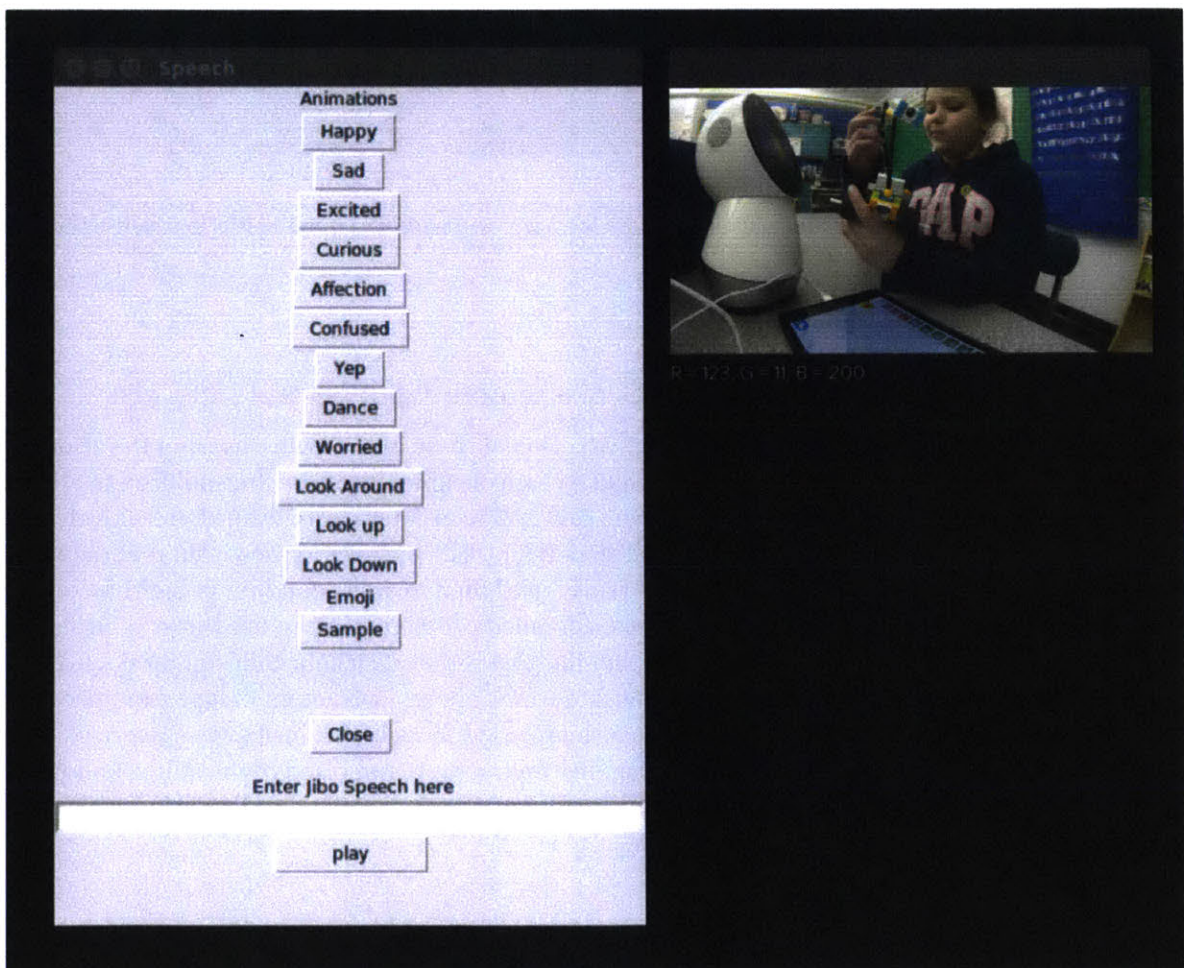 Speech
Animations
Happy
Sad
Excited
Curious
Affection
Confused
Yep
Dance
Worried
Look Around
Look up
Look Down
Emoji
Sample
Close
Enter Jibo Speech here
play
GAP
R = 123, G = 11, B = 200